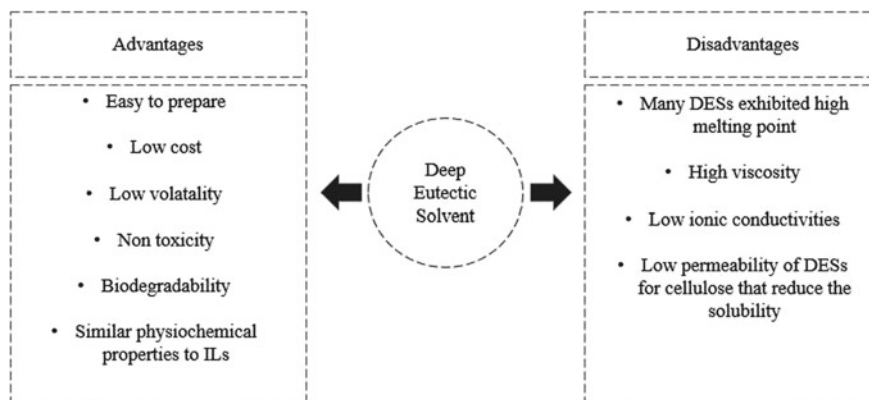 Advantages
• Easy to prepare
• Low cost
• Low volatality
• Non toxicity
• Biodegradability
• Similar physiochemical
properties to ILs
Deep
Eutectic
Solvent
Disadvantages
• Many DESs exhibited high
melting point
• High viscosity
• Low ionic conductivities
• Low permeability of DESs
for cellulose that reduce the
solubility